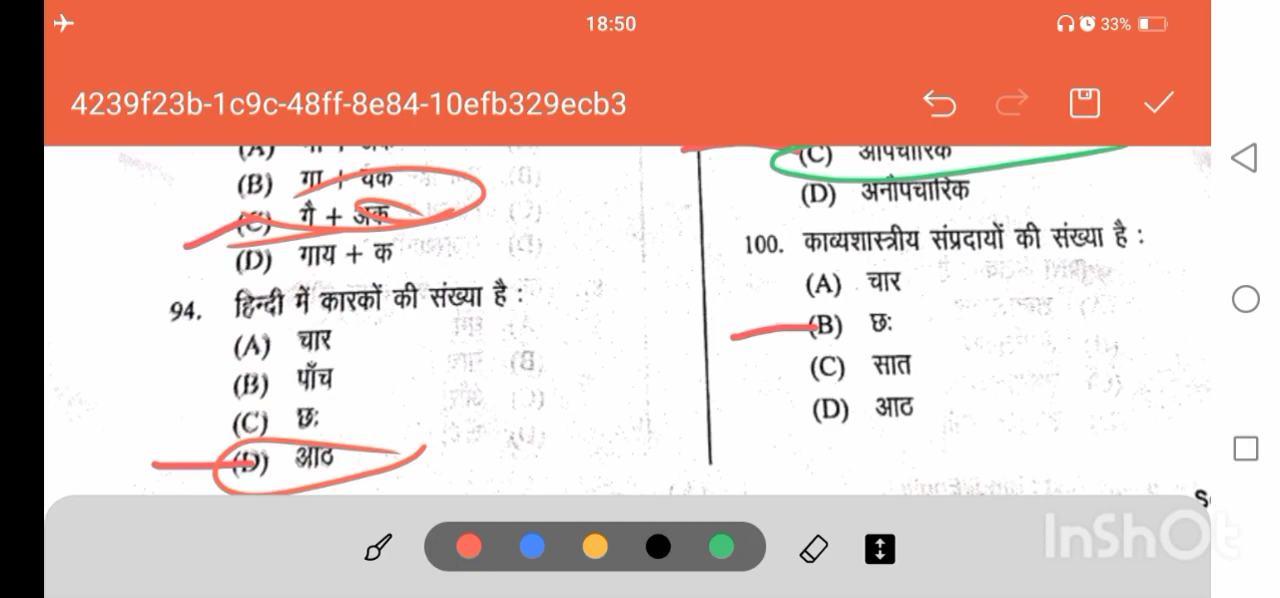 18:50
33%
4239f23b-1c9c-48ff-8e84-10efb329ecb3
(A)
(B) गा + यक
(C) गै + अक
(D) गाय + क
94. हिन्दी में कारकों की संख्या है :
(A) चार
(B) पाँच
(C) छः
(D) आठ
(C) औपचारिक
(D) अनौपचारिक
100. काव्यशास्त्रीय संप्रदायों की संख्या है :
(A) चार
(B) छः
(C) सात
(D) आठ
InShOt